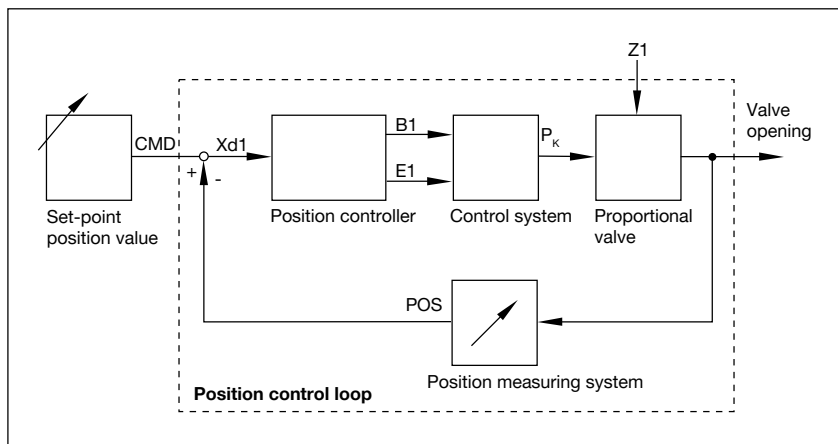 Z1
Valve
opening
CMD
Xd1
B1
E1
P_K
+
-
Set-point
position value
Position controller
Control system
Proportional
valve
POS
Position measuring system
Position control loop